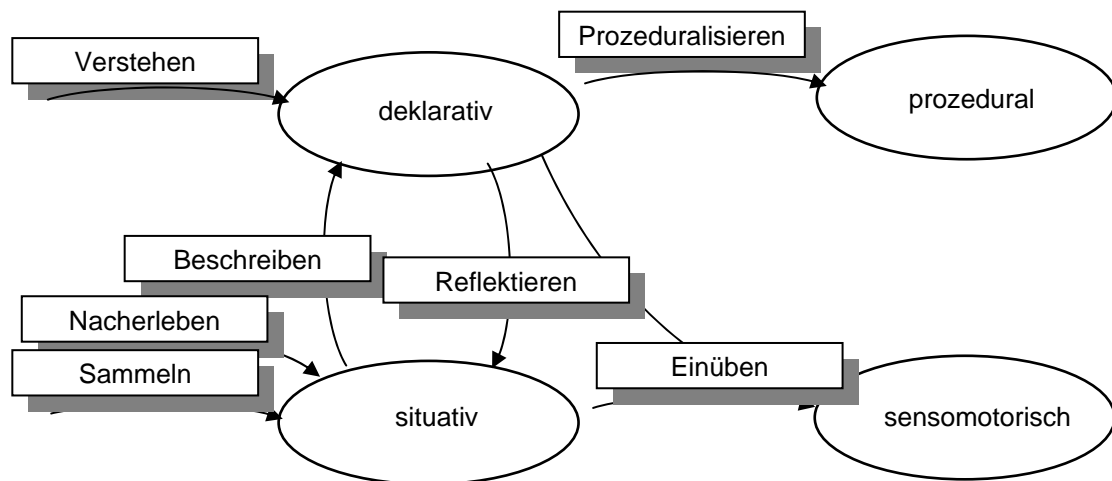 Prozeduralisieren
Verstehen
deklarativ
prozedural
Beschreiben
Reflektieren
Nacherleben
Sammeln
Einüben
situativ
sensomotorisch